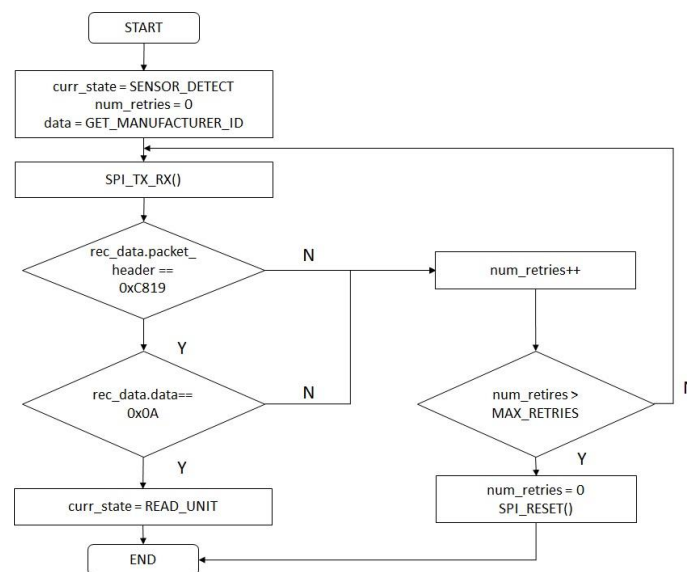 START
curr_state = SENSOR_DETECT
num_retries = 0
data = GET_MANUFACTURER_ID
SPI_TX_RX()
rec_data.packet_
header ==
0xC819
N
num_retries++
Y
rec_data.data==
0x0A
N
num_retires >
MAX_RETRIES
N
Y
Y
curr_state = READ_UNIT
num_retries = 0
SPI_RESET()
END